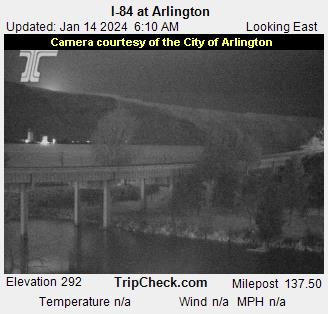 I-84 at Arlington
Updated: Jan 14 2024 6:10 AM Looking East
Camera courtesy of the City of Arlington
Elevation 292 TripCheck.com Milepost 137.50
Temperature n/a Wind n/a MPH n/a